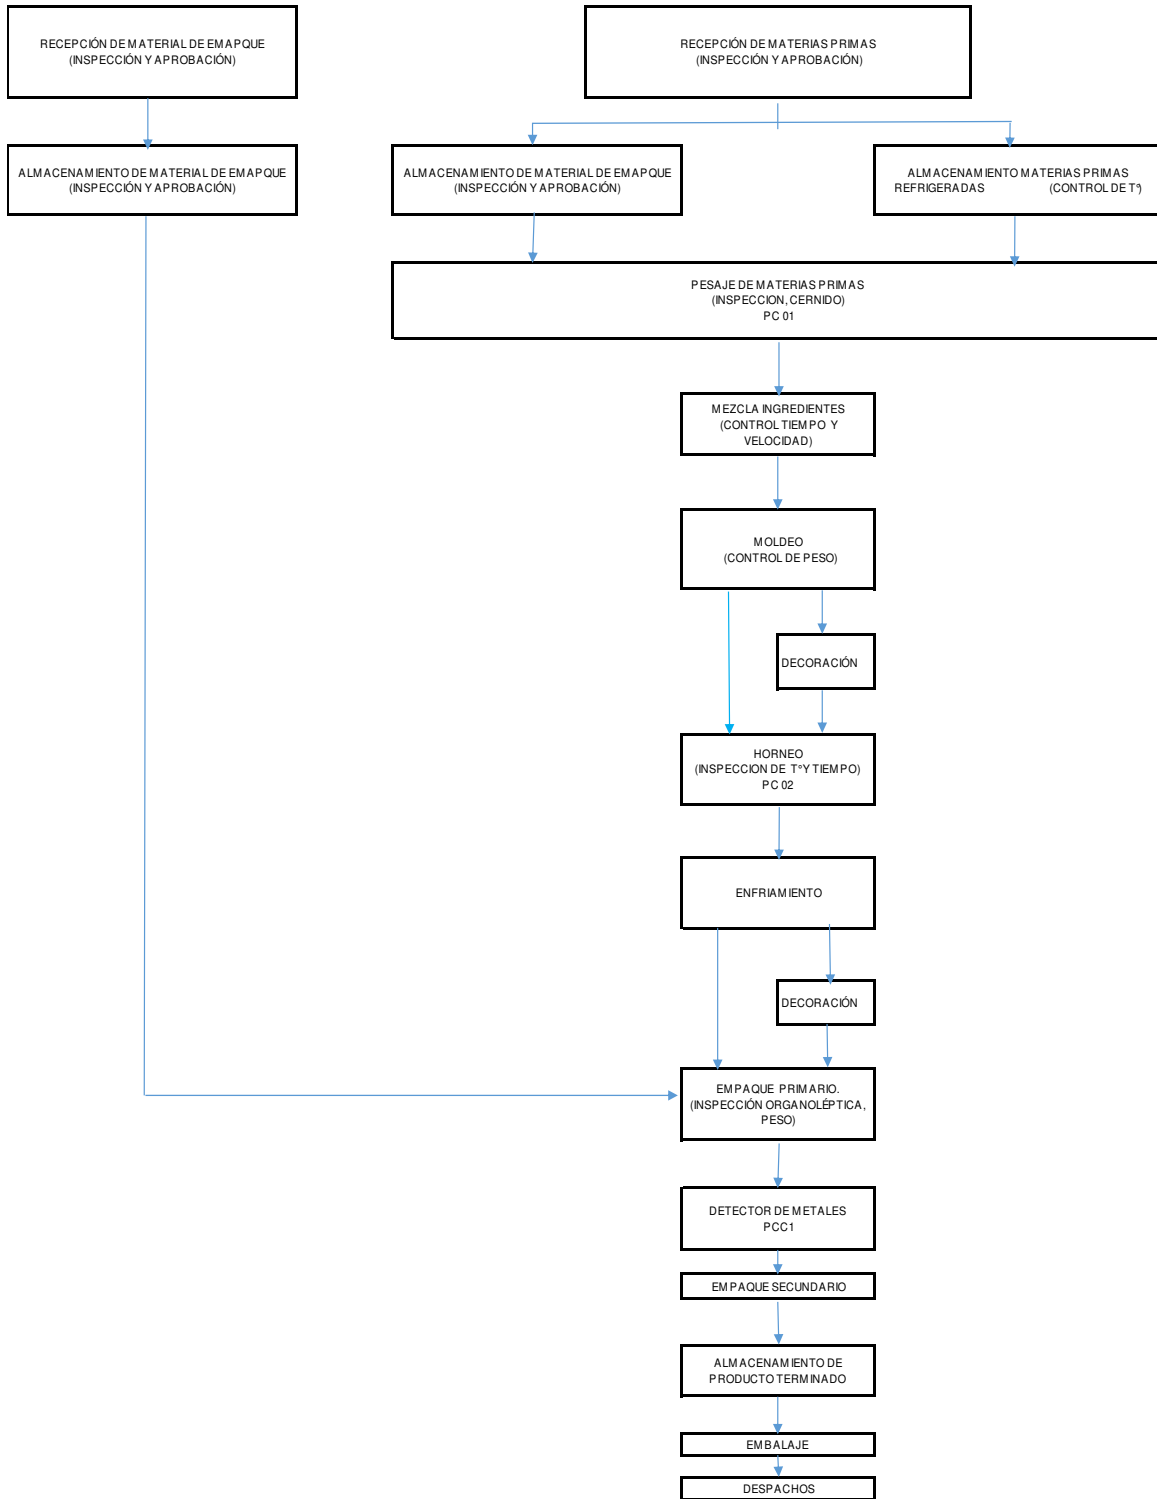 RECEPCIÓN DE MATERIAL DE EMAPQUE
(INSPECCIÓN Y APROBACIÓN)
RECEPCIÓN DE MATERIAS PRIMAS
(INSPECCIÓN Y APROBACIÓN)
ALMACENAMIENTO DE MATERIAL DE EMAPQUE
(INSPECCIÓN Y APROBACIÓN)
ALMACENAMIENTO DE MATERIAL DE EMAPQUE
(INSPECCIÓN Y APROBACIÓN)
ALMACENAMIENTO MATERIAS PRIMAS
REFRIGERADAS (CONTROL DE Tº)
PESAJE DE MATERIAS PRIMAS
(INSPECCION, CERNIDO)
PC 01
MEZCLA INGREDIENTES
(CONTROL TIEMPO Y
VELOCIDAD)
MOLDEO
(CONTROL DE PESO)
DECORACIÓN
HORNEO
(INSPECCION DE Tº Y TIEMPO)
PC 02
ENFRIAMIENTO
DECORACIÓN
EMPAQUE PRIMARIO.
(INSPECCIÓN ORGANOLÉPTICA,
PESO)
DETECTOR DE METALES
PCC1
EMPAQUE SECUNDARIO
ALMACENAMIENTO DE
PRODUCTO TERMINADO
EMBALAJE
DESPACHOS